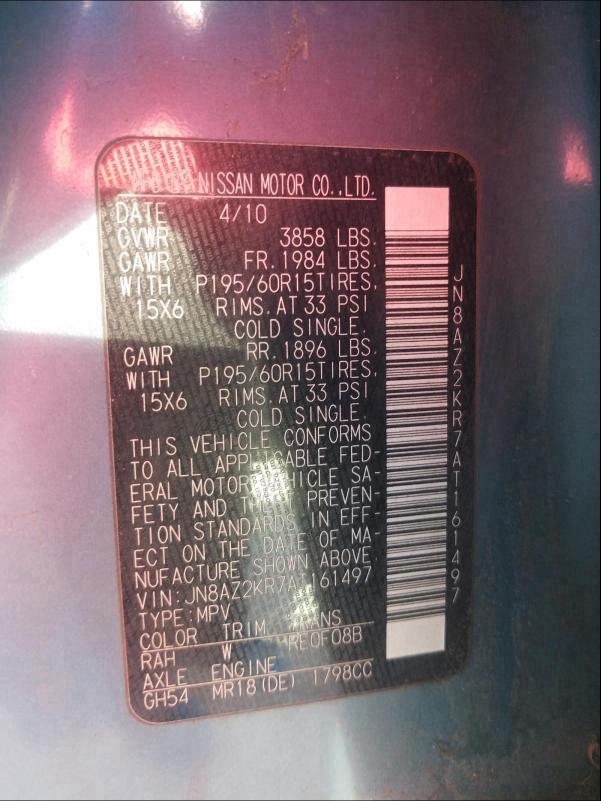 MFD BY NISSAN MOTOR CO.,LTD.
DATE 4/10
GVWR 3858 LBS.
GAWR FR. 1984 LBS.
WITH P195/60R15TIRES.
15X6 RIMS. AT 33 PSI
COLD SINGLE.
GAWR RR. 1896 LBS.
WITH P195/60R15TIRES.
15X6 RIMS. AT 33 PSI
COLD SINGLE.
THIS VEHICLE CONFORMS
TO ALL APPLICABLE FED-
ERAL MOTOR VEHICLE SA-
FETY AND THEFT PREVEN-
TION STANDARDS IN EFF-
ECT ON THE DATE OF MA-
NUFACTURE SHOWN ABOVE.
VIN:JN8AZ2KR7AT161497
TYPE:MPV
COLOR TRIM TRANS
RAH W RE0F08B
AXLE ENGINE
GH54 MR18(DE) 1798CC
JN8AZ2KR7AT161497